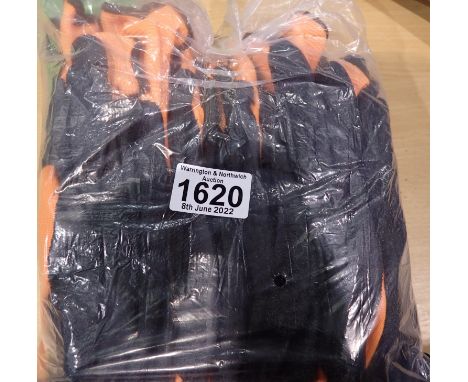 Warrington & Northwich
Auction
1620
8th June 2022